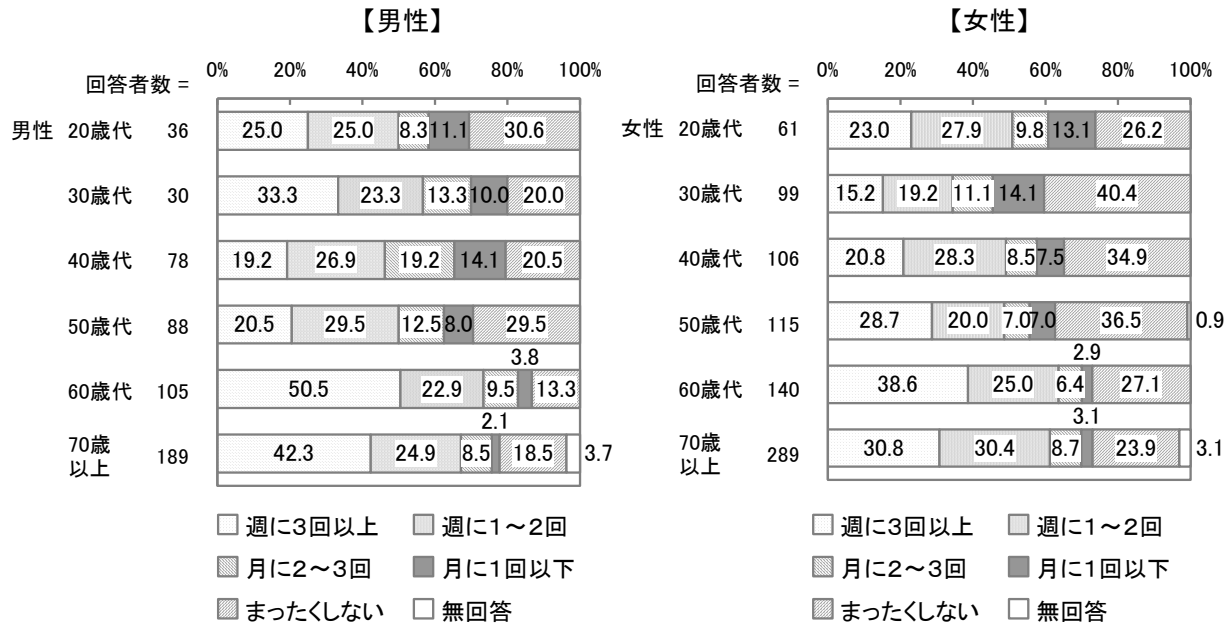 【男性】
回答者数 =
0% 20% 40% 60% 80% 100%
男性 20歳代 36 25.0 25.0 8.3 11.1 30.6
30歳代 30 33.3 23.3 13.3 10.0 20.0
40歳代 78 19.2 26.9 19.2 14.1 20.5
50歳代 88 20.5 29.5 12.5 8.0 29.5
3.8
60歳代 105 50.5 22.9 9.5 13.3
2.1
70歳
以上 189 42.3 24.9 8.5 18.5 3.7
週に3回以上 週に1~2回
月に2~3回 月に1回以下
まったくしない 無回答
【女性】
回答者数 =
0% 20% 40% 60% 80% 100%
女性 20歳代 61 23.0 27.9 9.8 13.1 26.2
30歳代 99 15.2 19.2 11.1 14.1 40.4
40歳代 106 20.8 28.3 8.5 7.5 34.9
50歳代 115 28.7 20.0 7.0 7.0 36.5 0.9
2.9
60歳代 140 38.6 25.0 6.4 27.1
3.1
70歳
以上 289 30.8 30.4 8.7 23.9 3.1
週に3回以上 週に1~2回
月に2~3回 月に1回以下
まったくしない 無回答